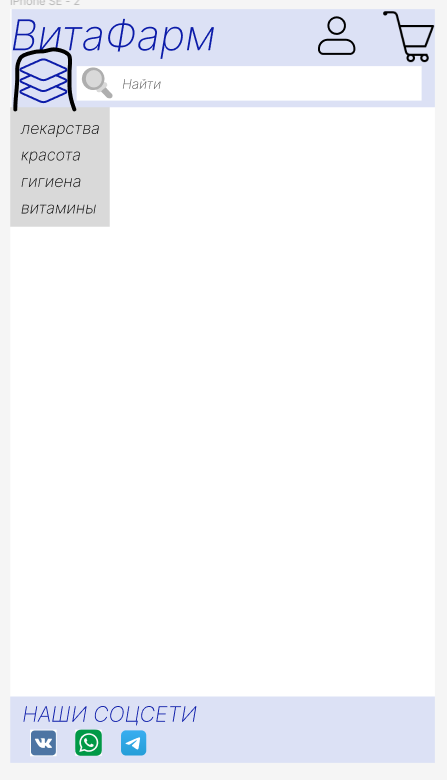 iPhone SE - 2
ВитаФарм
Найти
лекарства
красота
гигиена
витамины
НАШИ СОЦСЕТИ